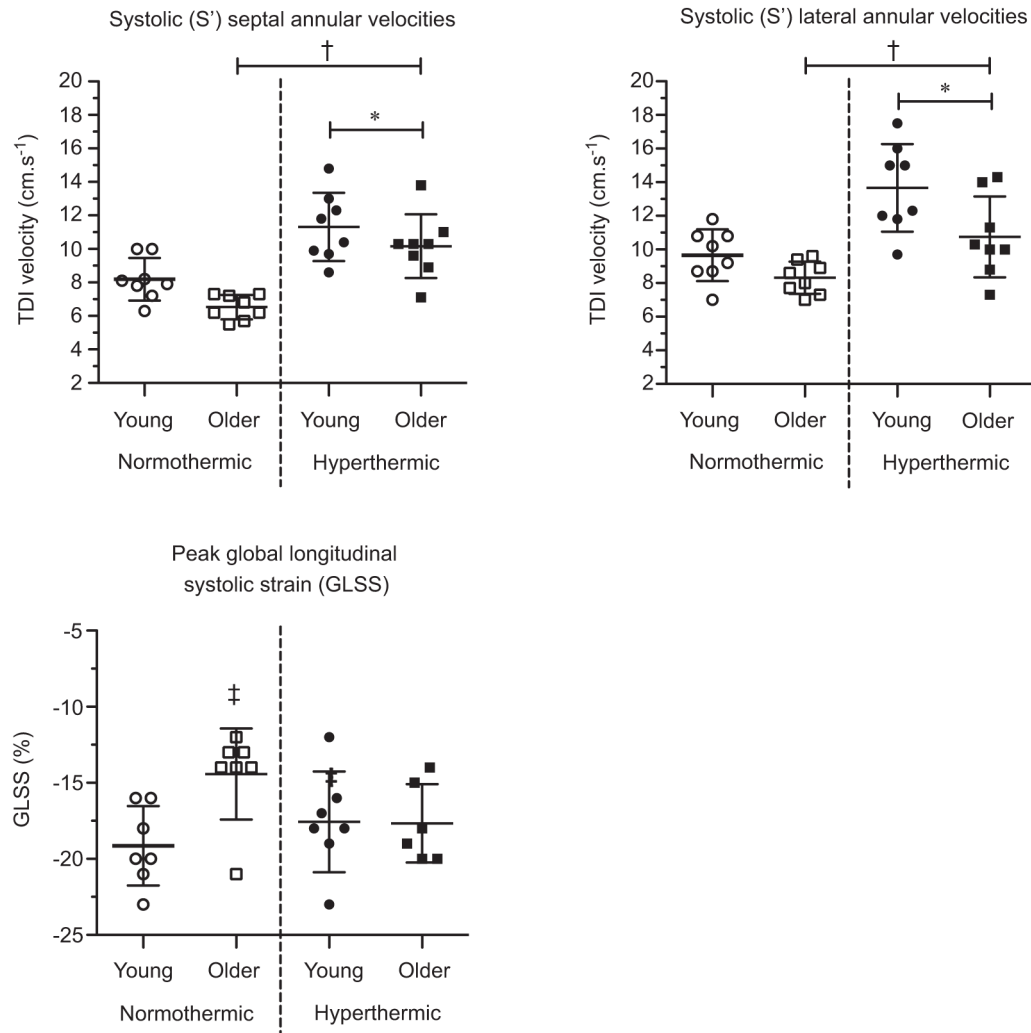 Systolic (S’) septal annular velocities
†
*
20
18
16
14
12
10
8
6
4
2
TDI velocity (cm.s-1)
Young Older Young Older
Normothermic Hyperthermic
Systolic (S’) lateral annular velocities
†
*
20
18
16
14
12
10
8
6
4
2
TDI velocity (cm.s-1)
Young Older Young Older
Normothermic Hyperthermic
Peak global longitudinal
systolic strain (GLSS)
-5
-10
-15
-20
-25
GLSS (%)
‡
‡
Young Older Young Older
Normothermic Hyperthermic